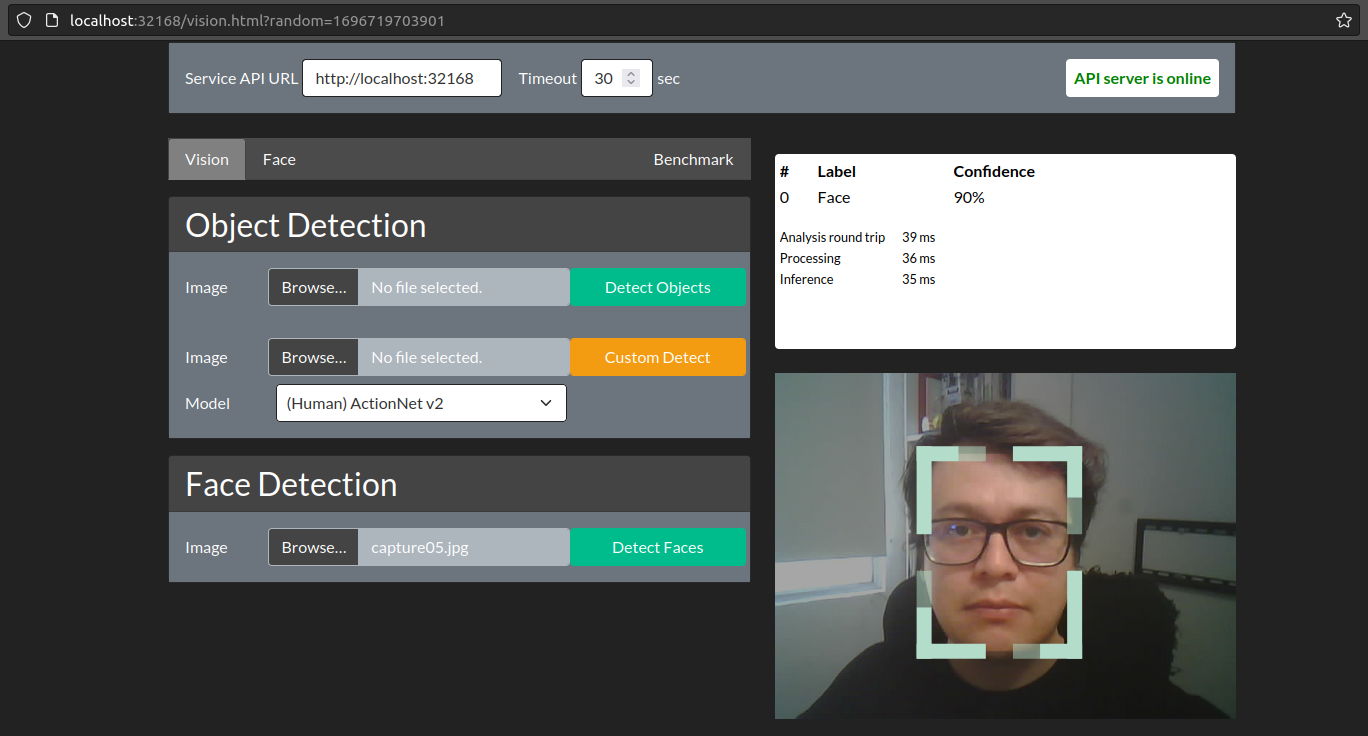 localhost:32168/vision.html?random=1696719703901
Service API URL http://localhost:32168 Timeout 30 sec API server is online
Vision Face Benchmark
Object Detection
Image Browse... No file selected. Detect Objects
Image Browse... No file selected. Custom Detect
Model (Human) ActionNet v2
Face Detection
Image Browse... capture05.jpg Detect Faces
# Label Confidence
0 Face 90%
Analysis round trip 39 ms
Processing 36 ms
Inference 35 ms